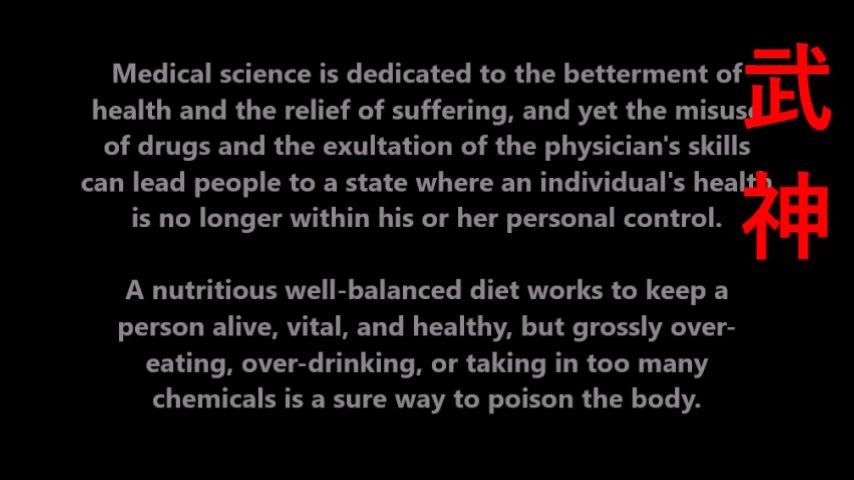 Medical science is dedicated to the betterment of
health and the relief of suffering, and yet the misuse
of drugs and the exultation of the physician's skills
can lead people to a state where an individual's health
is no longer within his or her personal control.
A nutritious well-balanced diet works to keep a
person alive, vital, and healthy, but grossly over-
eating, over-drinking, or taking in too many
chemicals is a sure way to poison the body.
武
神